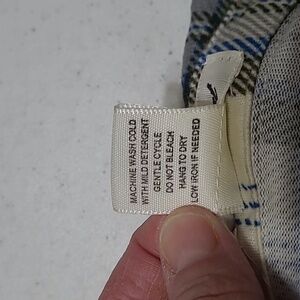 MACHINE WASH COLD
WITH MILD DETERGENT
GENTLE CYCLE
DO NOT BLEACH
HANG TO DRY
LOW IRON IF NEEDED